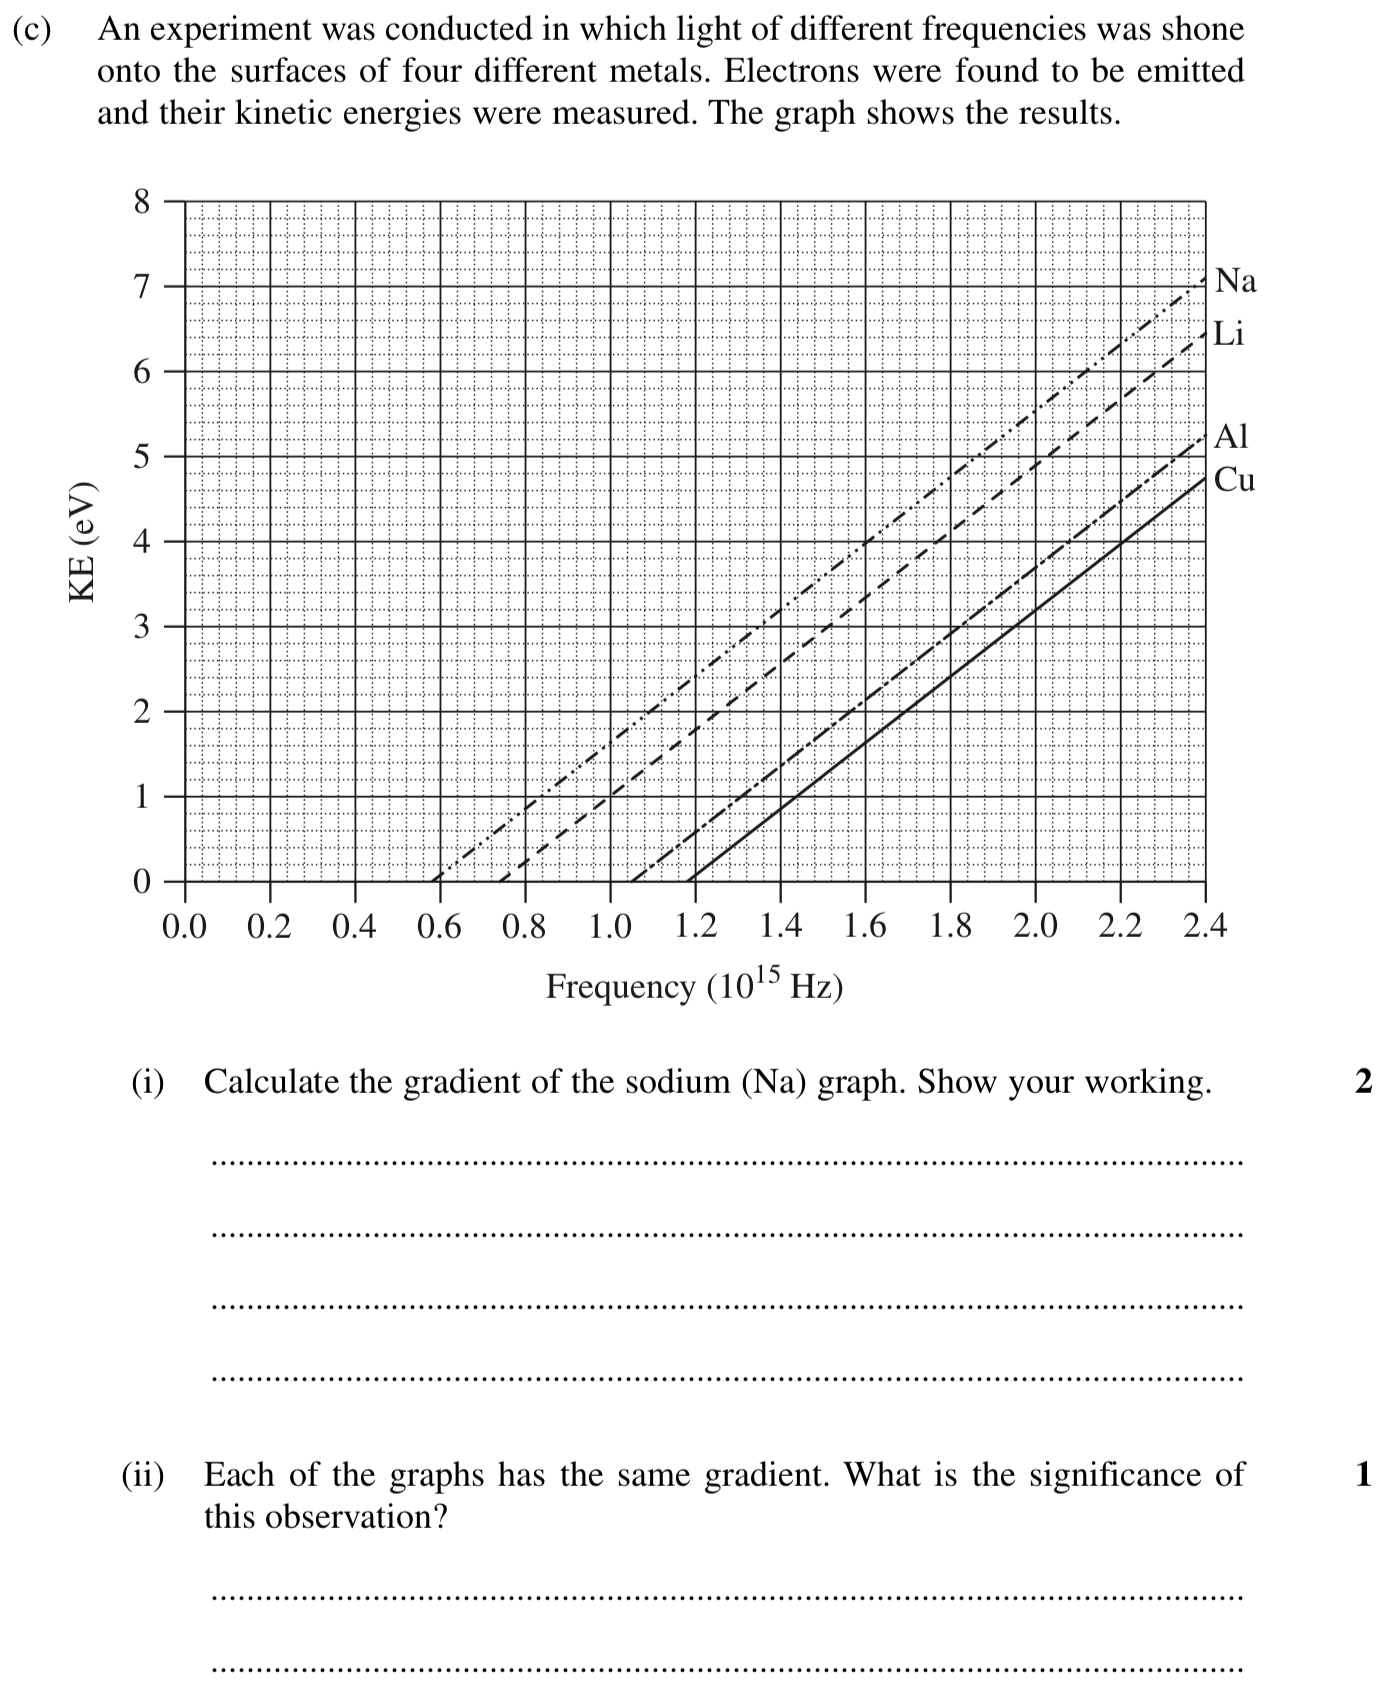 (c) An experiment was conducted in which light of different frequencies was shone
onto the surfaces of four different metals. Electrons were found to be emitted
and their kinetic energies were measured. The graph shows the results.
8
7
6
5
4
3
2
1
0
KE (eV)
Na
Li
Al
Cu
0.0 0.2 0.4 0.6 0.8 1.0 1.2 1.4 1.6 1.8 2.0 2.2 2.4
Frequency (10¹⁵ Hz)
(i) Calculate the gradient of the sodium (Na) graph. Show your working. 2
(ii) Each of the graphs has the same gradient. What is the significance of 1
this observation?